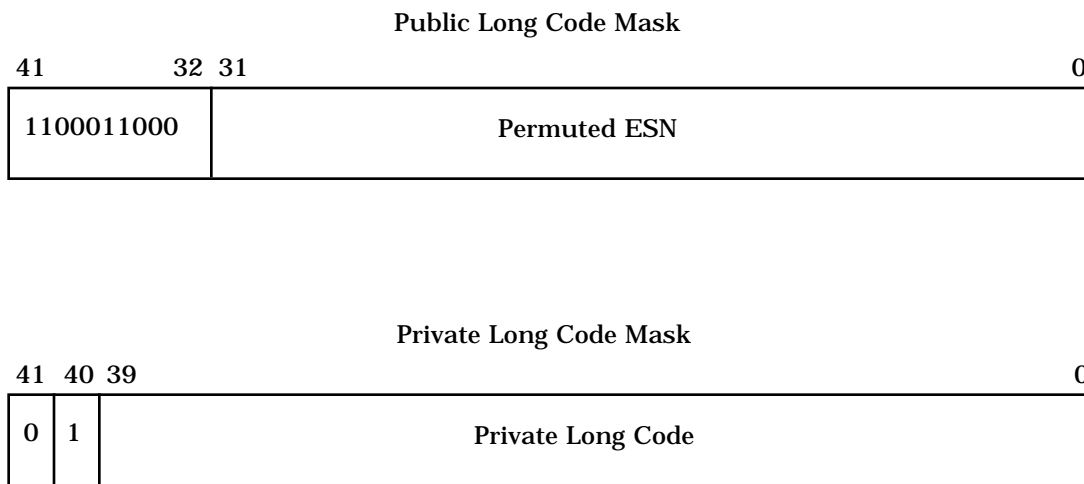 Public Long Code Mask
41 32 31 0
1100011000 Permuted ESN
Private Long Code Mask
41 40 39 0
0 1 Private Long Code